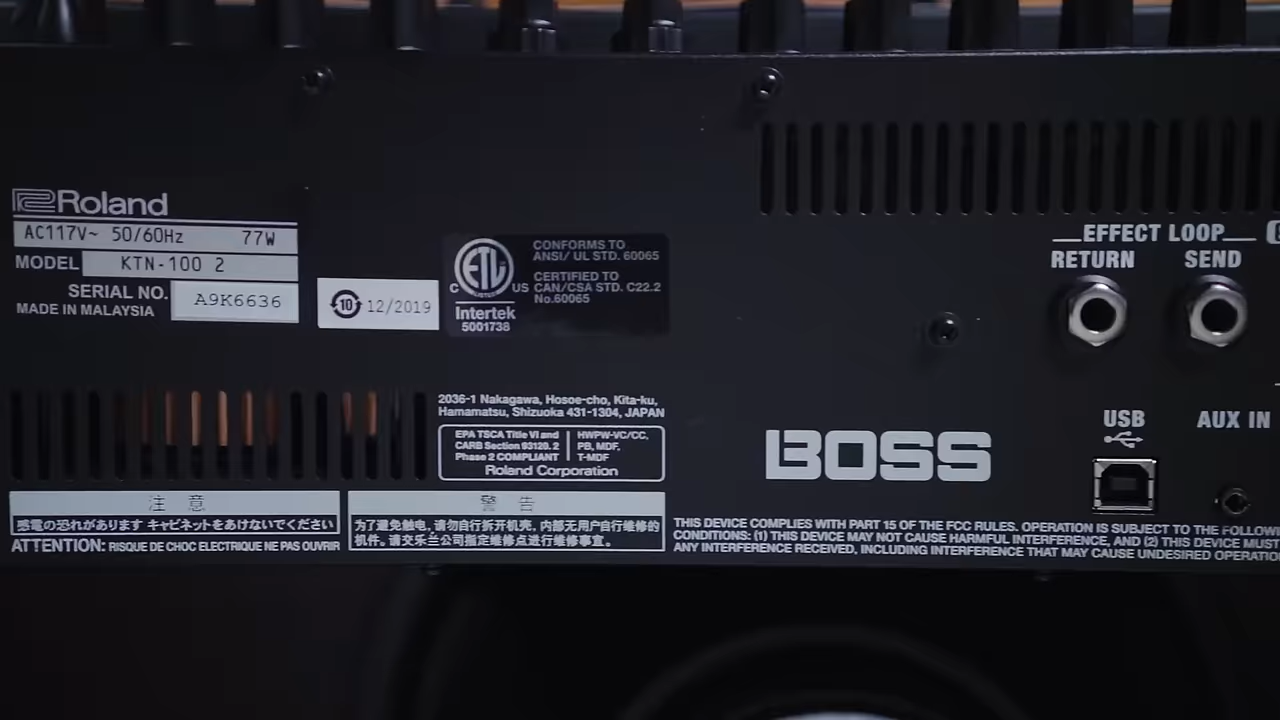 Roland
AC117V~ 50/60Hz 77W
MODEL KTN-100 2
SERIAL NO. A9K6636
MADE IN MALAYSIA
10 12/2019
ETL
C US
LISTED
Intertek
5001738
CONFORMS TO
ANSI/ UL STD. 60065
CERTIFIED TO
CAN/CSA STD. C22.2
No.60065
EFFECT LOOP
RETURN SEND
2036-1 Nakagawa, Hosoe-cho, Kita-ku,
Hamamatsu, Shizuoka 431-1304, JAPAN
EPA TSCA Title VI and
CARB Section 93120. 2
Phase 2 COMPLIANT
HWPW-VC/CC,
PB, MDF,
T-MDF
Roland Corporation
BOSS
USB
AUX IN
注 意
感電の恐れがあります キャビネットをあけないでください
ATTENTION: RISQUE DE CHOC ELECTRIQUE NE PAS OUVRIR
警 告
为了避免触电，请勿自行拆开机壳，内部无用户自行维修的
机件。请交乐兰公司指定维修点进行维修事宜。
THIS DEVICE COMPLIES WITH PART 15 OF THE FCC RULES. OPERATION IS SUBJECT TO THE FOLLOWI
CONDITIONS: (1) THIS DEVICE MAY NOT CAUSE HARMFUL INTERFERENCE, AND (2) THIS DEVICE MUST
ANY INTERFERENCE RECEIVED, INCLUDING INTERFERENCE THAT MAY CAUSE UNDESIRED OPERATIO